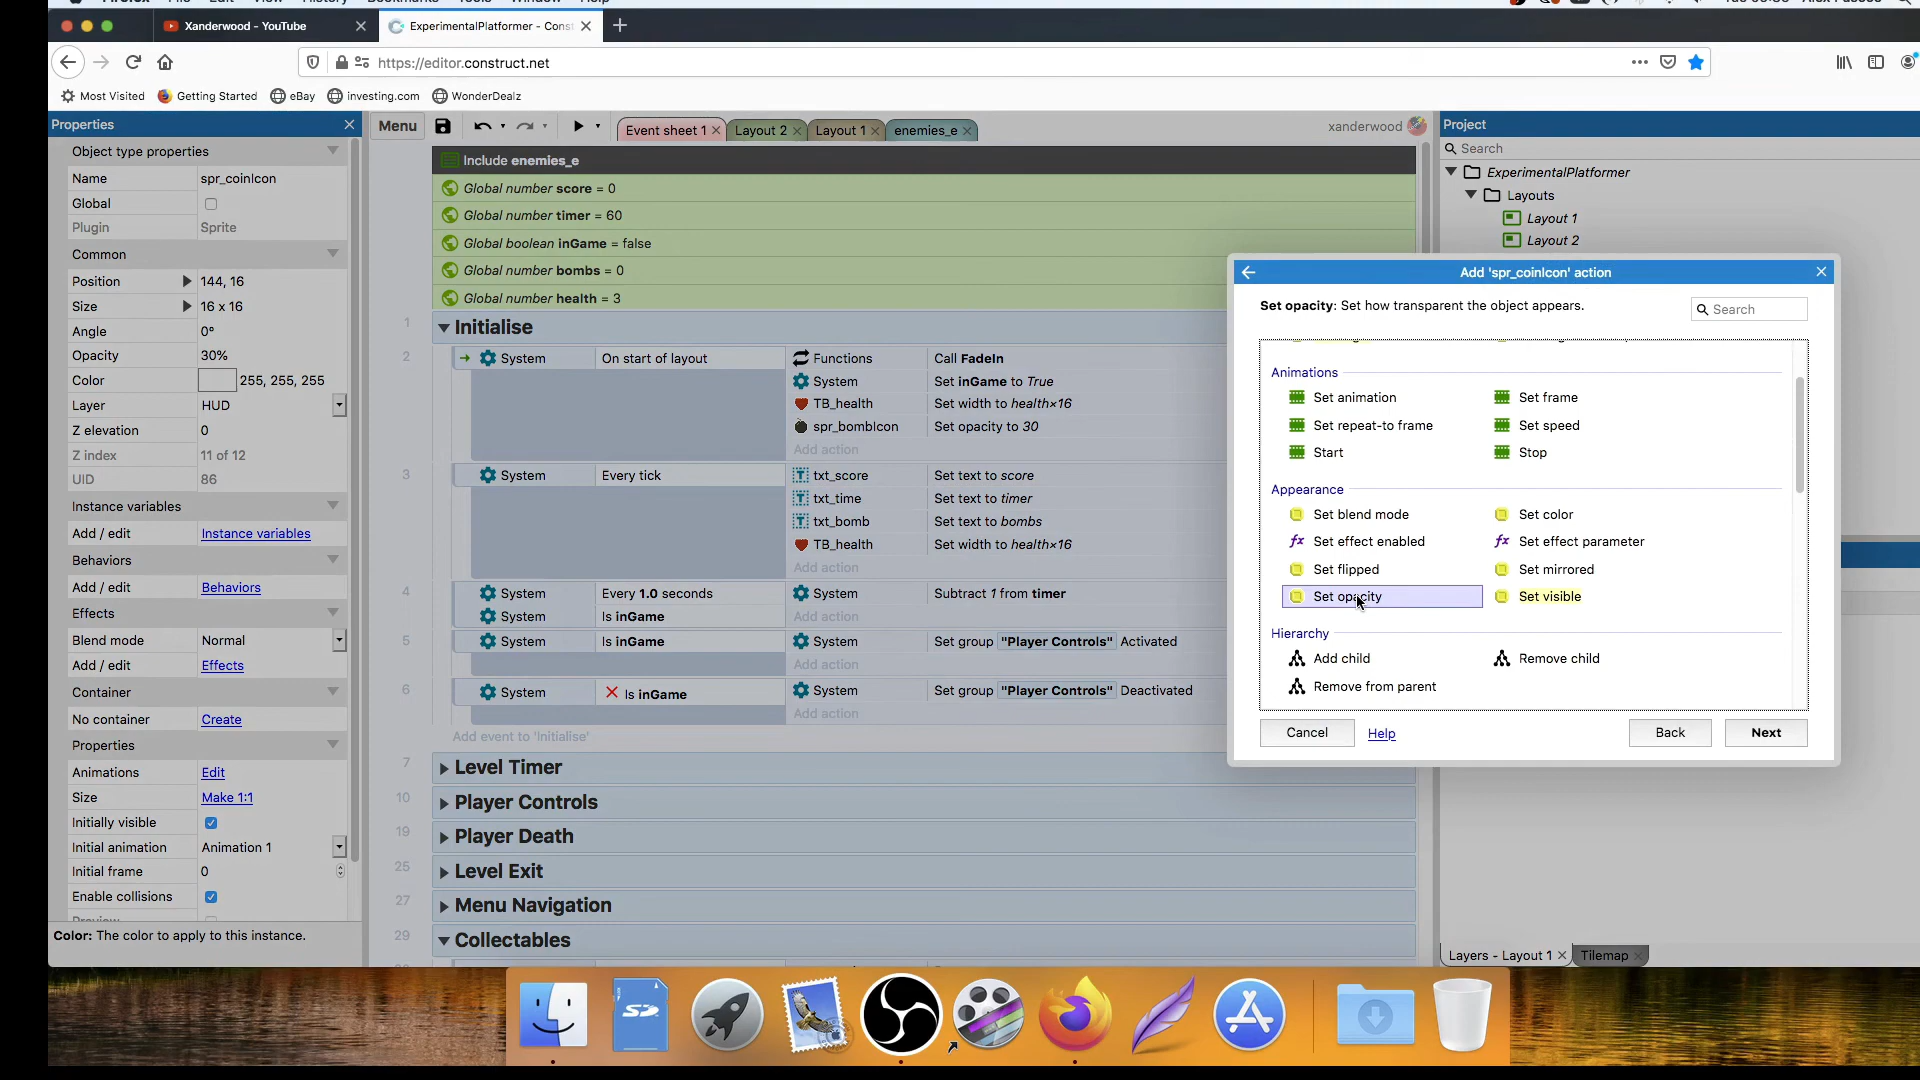 Xanderwood - YouTube
ExperimentalPlatformer - Const
https://editor.construct.net
Most Visited
Getting Started
eBay
investing.com
WonderDealz
Properties
Object type properties
Name spr_coinIcon
Global
Plugin Sprite
Common
Position 144, 16
Size 16 x 16
Angle 0°
Opacity 30%
Color 255, 255, 255
Layer HUD
Z elevation 0
Z index 11 of 12
UID 86
Instance variables
Add / edit Instance variables
Behaviors
Add / edit Behaviors
Effects
Blend mode Normal
Add / edit Effects
Container
No container Create
Properties
Animations Edit
Size Make 1:1
Initially visible
Initial animation Animation 1
Initial frame 0
Enable collisions
Color: The color to apply to this instance.
Menu
Event sheet 1
Layout 2
Layout 1
enemies_e
xanderwood
Include enemies_e
Global number score = 0
Global number timer = 60
Global boolean inGame = false
Global number bombs = 0
Global number health = 3
1 Initialise
2 System On start of layout Functions Call FadeIn
System Set inGame to True
TB_health Set width to health×16
spr_bombIcon Set opacity to 30
Add action
3 System Every tick txt_score Set text to score
txt_time Set text to timer
txt_bomb Set text to bombs
TB_health Set width to health×16
Add action
4 System Every 1.0 seconds System Subtract 1 from timer
System Is inGame Add action
5 System Is inGame System Set group "Player Controls" Activated
Add action
6 System Is inGame System Set group "Player Controls" Deactivated
Add action
Add event to 'Initialise'
7 Level Timer
10 Player Controls
19 Player Death
25 Level Exit
27 Menu Navigation
29 Collectables
Project
Search
ExperimentalPlatformer
Layouts
Layout 1
Layout 2
Add 'spr_coinIcon' action
Set opacity: Set how transparent the object appears.
Search
Animations
Set animation Set frame
Set repeat-to frame Set speed
Start Stop
Appearance
Set blend mode Set color
fx Set effect enabled fx Set effect parameter
Set flipped Set mirrored
Set opacity Set visible
Hierarchy
Add child Remove child
Remove from parent
Cancel Help Back Next
Layers - Layout 1
Tilemap
SD